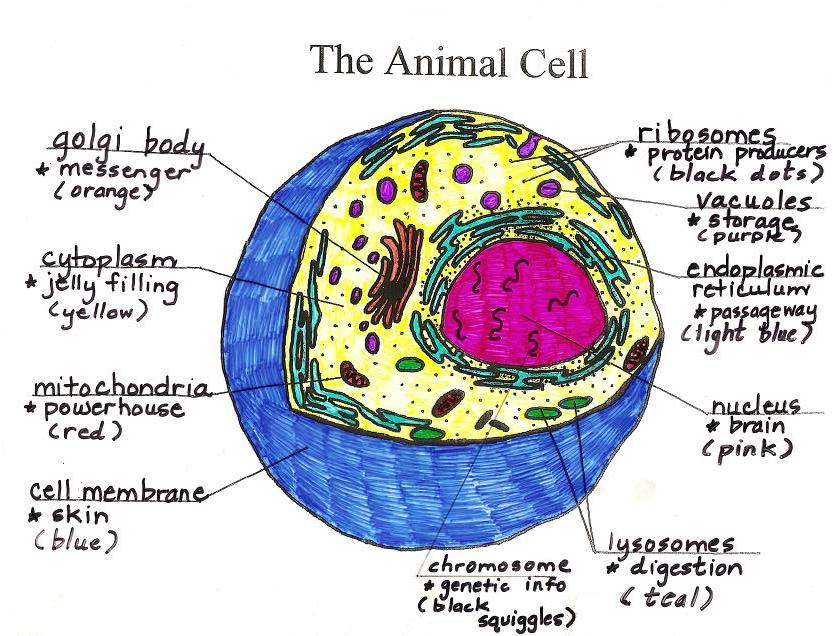 The Animal Cell
golgi body
* messenger
(orange)
cytoplasm
* jelly filling
(yellow)
mitochondria
* powerhouse
(red)
cell membrane
* skin
(blue)
ribosomes
* protein producers
(black dots)
vacuoles
* storage
(purple)
endoplasmic
reticulum
* passageway
(light blue)
nucleus
* brain
(pink)
lysosomes
* digestion
(teal)
chromosome
* genetic info
(black
squiggles)